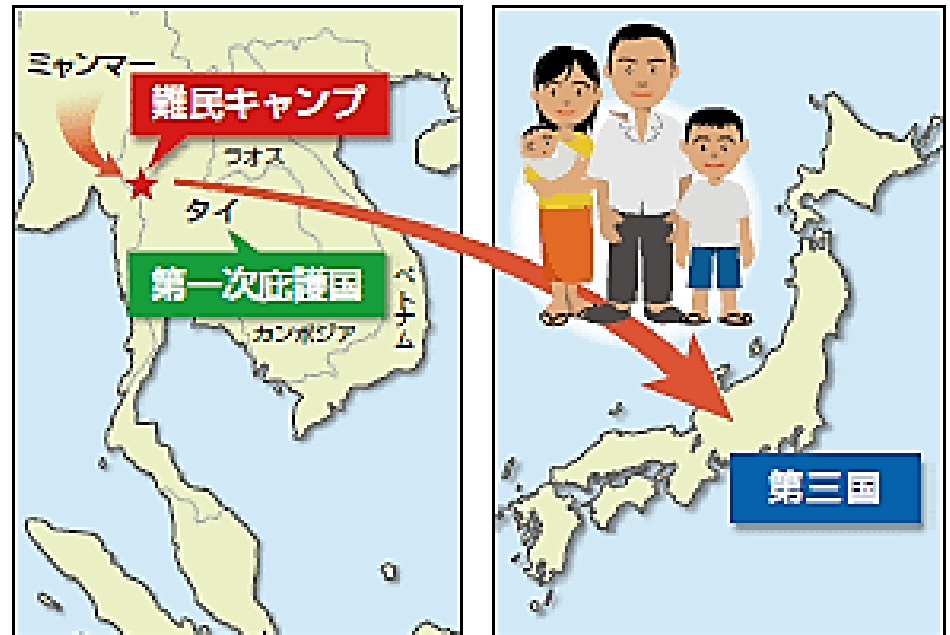 ミャンマー
難民キャンプ
ラオス
タイ
第一次庇護国
ベトナム
カンボジア
第三国